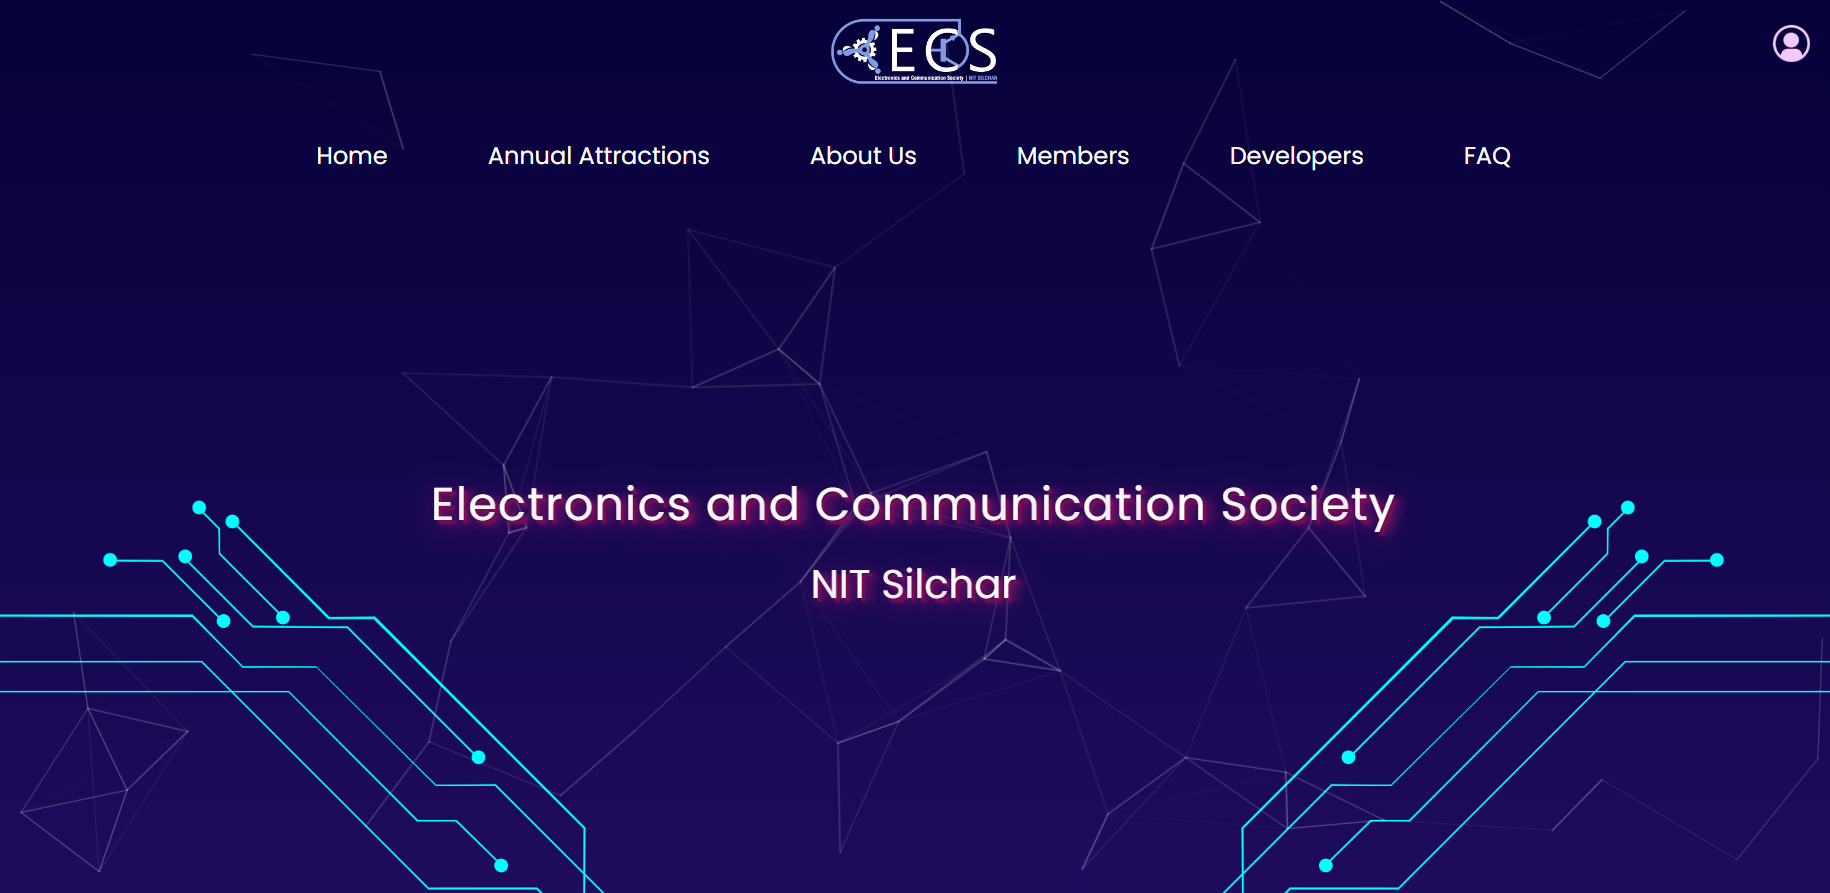 ECS
Electronics and Communication Society | NIT SILCHAR
Home Annual Attractions About Us Members Developers FAQ
Electronics and Communication Society
NIT Silchar